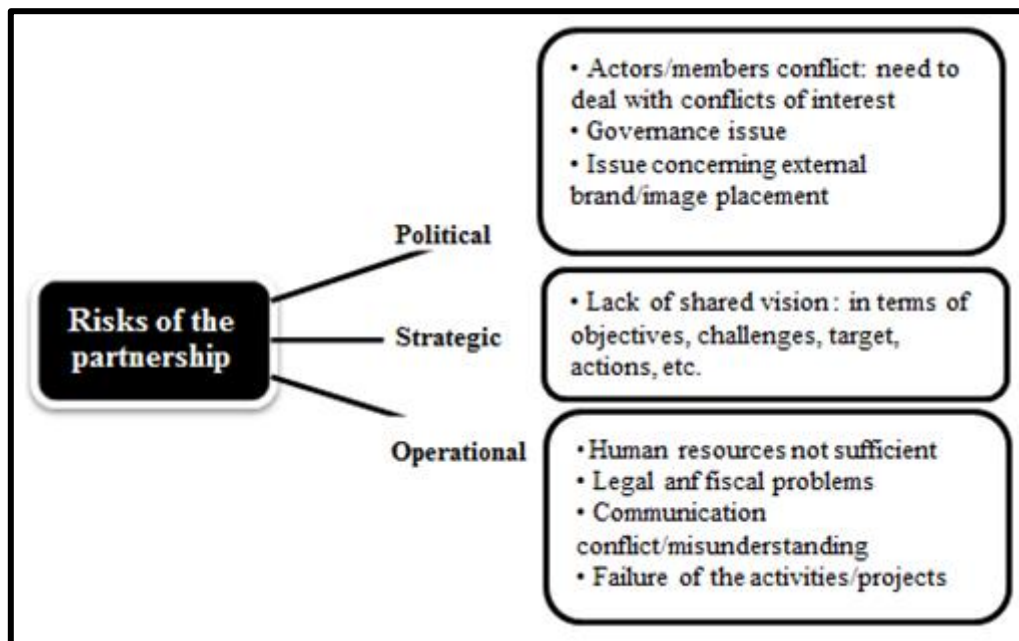 Risks of the
partnership
Political
• Actors/members conflict: need to
deal with conflicts of interest
• Governance issue
• Issue concerning external
brand/image placement
Strategic
• Lack of shared vision : in terms of
objectives, challenges, target,
actions, etc.
Operational
•Human resources not sufficient
• Legal anf fiscal problems
• Communication
conflict/misunderstanding
• Failure of the activities/projects